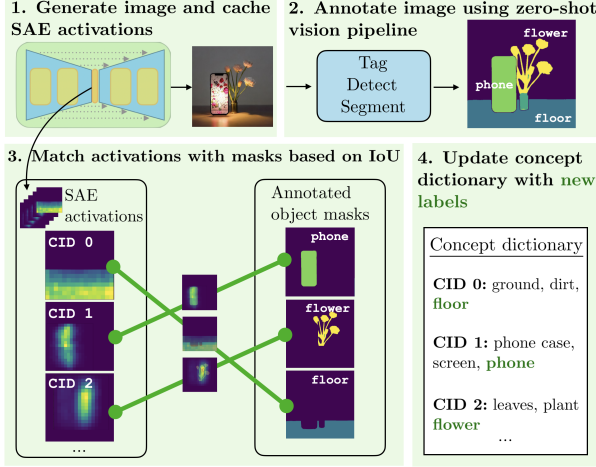 1. Generate image and cache
SAE activations
2. Annotate image using zero-shot
vision pipeline
Tag
Detect
Segment
flower
phone
floor
3. Match activations with masks based on IoU
SAE
activations
CID 0
CID 1
CID 2
...
Annotated
object masks
phone
flower
floor
4. Update concept
dictionary with new
labels
Concept dictionary
CID 0: ground, dirt,
floor
CID 1: phone case,
screen, phone
CID 2: leaves, plant
flower
...